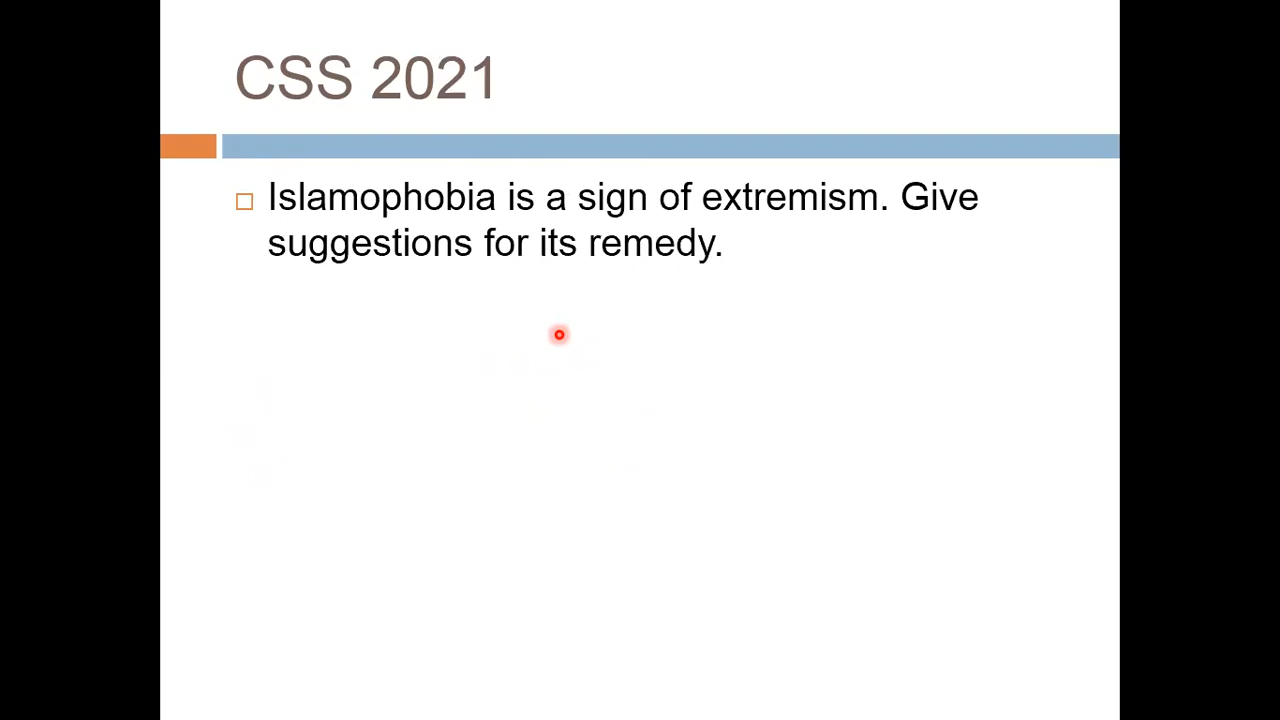 CSS 2021
Islamophobia is a sign of extremism. Give
suggestions for its remedy.